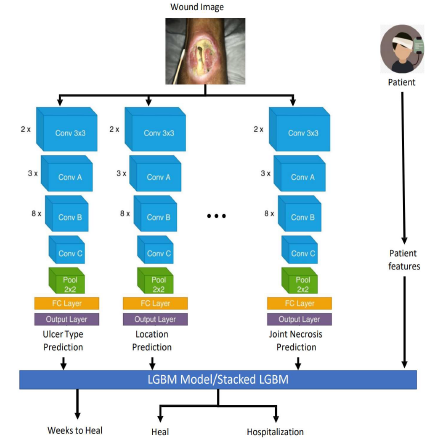 Wound Image
Patient
2 x Conv 3x3 2 x Conv 3x3 2 x Conv 3x3
3 x Conv A 3 x Conv A 3 x Conv A
8 x Conv B 8 x Conv B ... 8 x Conv B
Conv C Conv C Conv C
Pool Pool Pool
2x2 2x2 2x2
FC Layer FC Layer FC Layer
Output Layer Output Layer Output Layer
Ulcer Type Location Joint Necrosis
Prediction Prediction Prediction
Patient
features
LGBM Model/Stacked LGBM
Weeks to Heal Heal Hospitalization